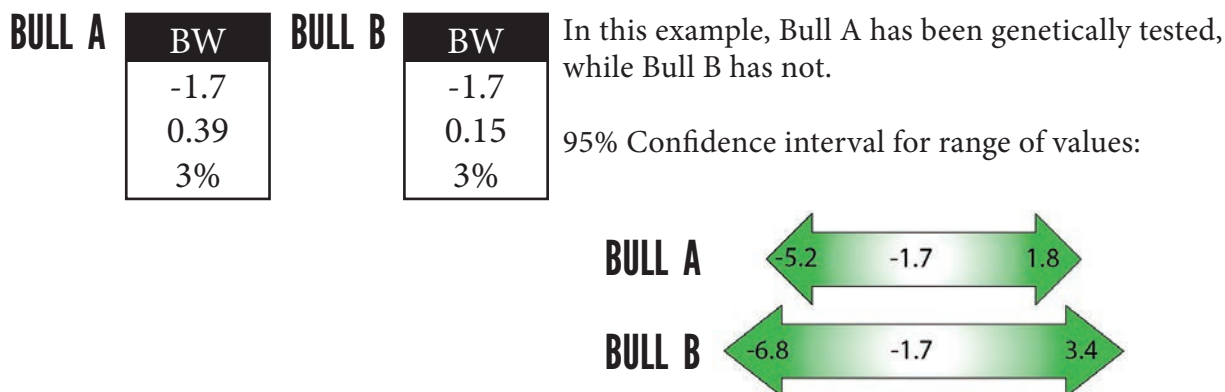 BULL A
BW
-1.7
0.39
3%
BULL B
BW
-1.7
0.15
3%
In this example, Bull A has been genetically tested,
while Bull B has not.
95% Confidence interval for range of values:
BULL A
-5.2 -1.7 1.8
BULL B
-6.8 -1.7 3.4